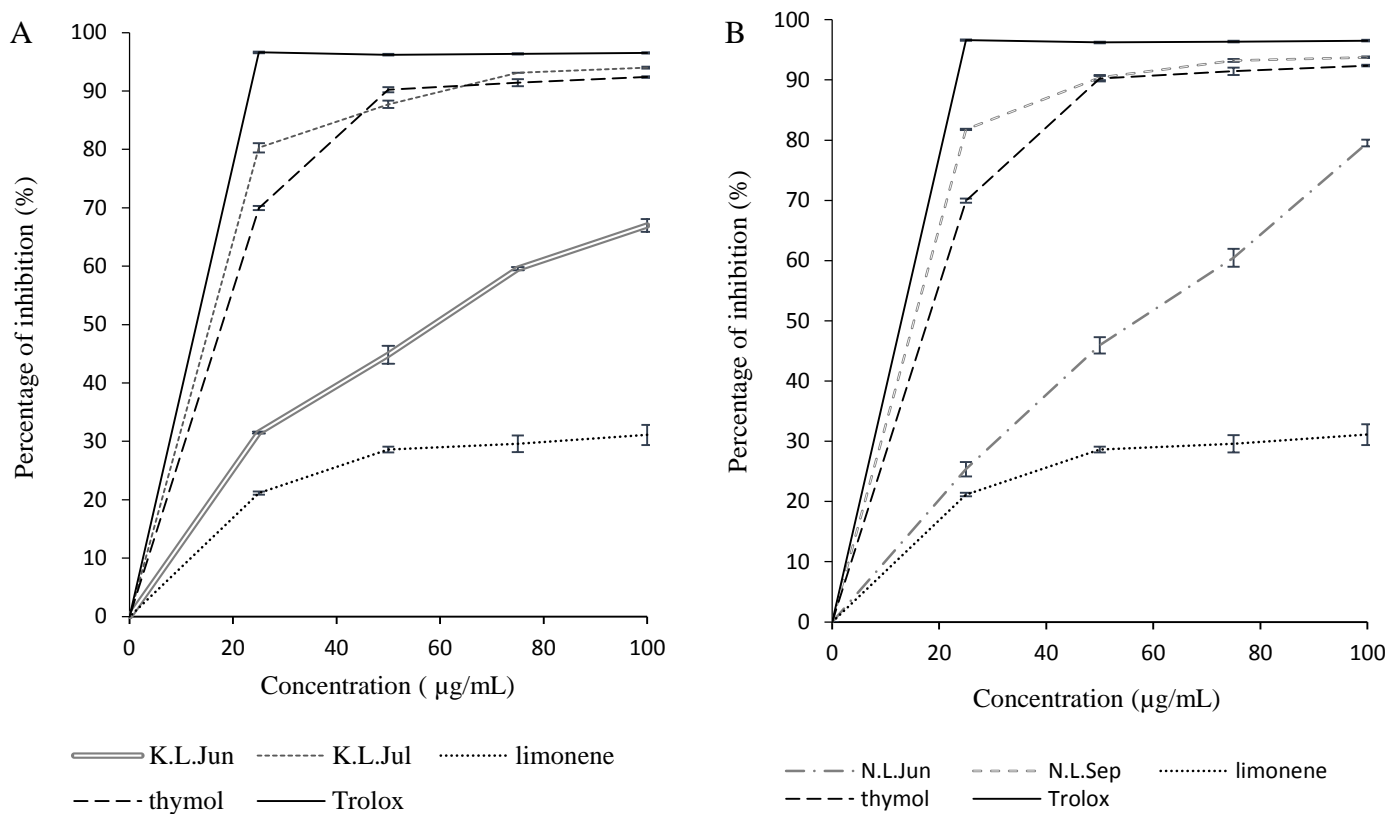 A
Percentage of inhibition (%)
100
90
80
70
60
50
40
30
20
10
0
0 20 40 60 80 100
Concentration ( µg/mL)
K.L.Jun K.L.Jul limonene
thymol Trolox
B
Percentage of inhibition (%)
100
90
80
70
60
50
40
30
20
10
0
0 20 40 60 80 100
Concentration (µg/mL)
N.L.Jun N.L.Sep limonene
thymol Trolox